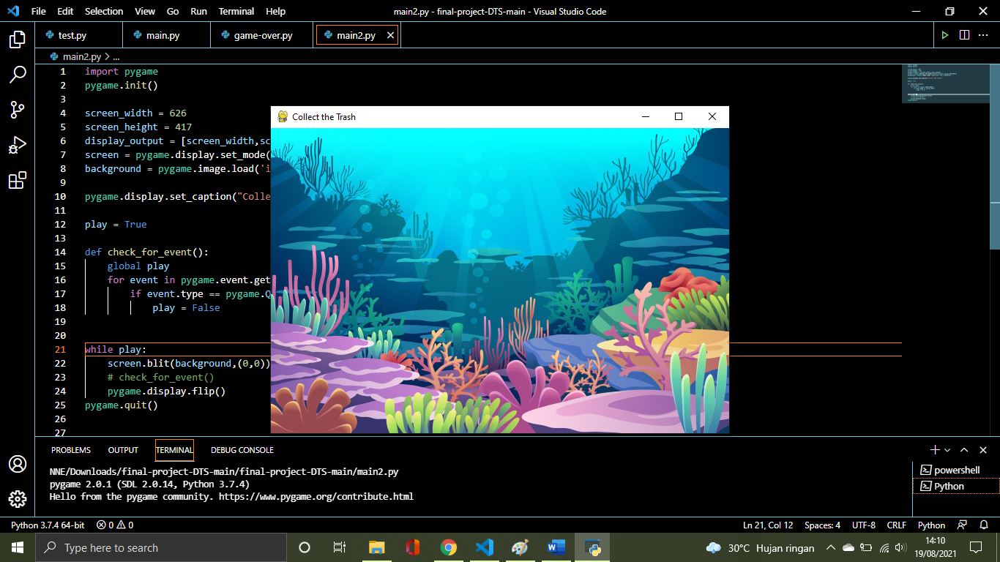 File Edit Selection View Go Run Terminal Help main2.py - final-project-DTS-main - Visual Studio Code
test.py main.py game-over.py main2.py
main2.py > ...
1 import pygame
2 pygame.init()
3
4 screen_width = 626
5 screen_height = 417
6 display_output = [screen_width,sc
7 screen = pygame.display.set_mode(
8 background = pygame.image.load('i
9
10 pygame.display.set_caption("Colle
11
12 play = True
13
14 def check_for_event():
15 global play
16 for event in pygame.event.get
17 if event.type == pygame.Q
18 play = False
19
20
21 while play:
22 screen.blit(background,(0,0))
23 # check_for_event()
24 pygame.display.flip()
25 pygame.quit()
26
27
Collect the Trash
PROBLEMS OUTPUT TERMINAL DEBUG CONSOLE
NNE/Downloads/final-project-DTS-main/final-project-DTS-main/main2.py
pygame 2.0.1 (SDL 2.0.14, Python 3.7.4)
Hello from the pygame community. https://www.pygame.org/contribute.html
powershell
Python
Python 3.7.4 64-bit 0 0 Ln 21, Col 12 Spaces: 4 UTF-8 CRLF Python
Type here to search 30°C Hujan ringan 14:10
19/08/2021